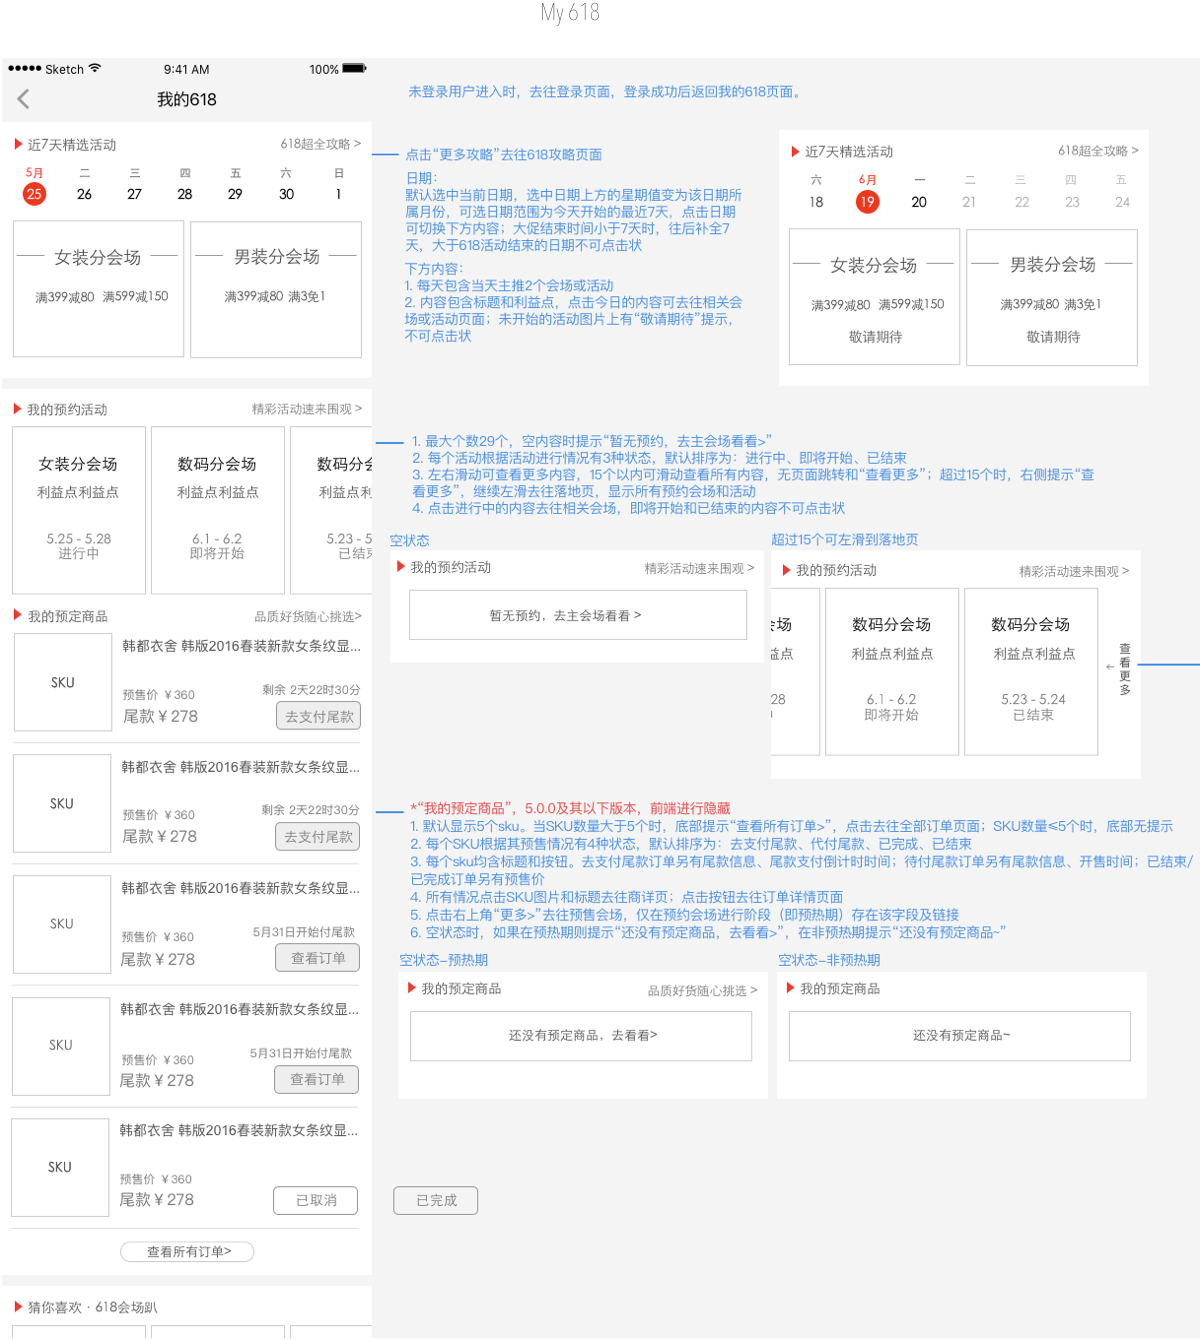 My 618
Sketch
9:41 AM
100%
我的618
未登录用户进入时，去往登录页面，登录成功后返回我的618页面。
近7天精选活动
618超全攻略 >
5月 二 三 四 五 六 日
25 26 27 28 29 30 1
女装分会场
满399减80 满599减150
男装分会场
满399减80 满3免1
点击“更多攻略”去往618攻略页面
日期：
默认选中当前日期，选中日期上方的星期值变为该日期所
属月份，可选日期范围为今天开始的最近7天，点击日期
可切换下方内容；大促结束时间小于7天时，往后补全7
天，大于618活动结束的日期不可点击状
下方内容：
1. 每天包含当天主推2个会场或活动
2. 内容包含标题和利益点，点击今日的内容可去往相关会
场或活动页面；未开始的活动图片上有“敬请期待”提示，
不可点击状
近7天精选活动
618超全攻略 >
六 6月 一 二 三 四 五
18 19 20 21 22 23 24
女装分会场
满399减80 满599减150
敬请期待
男装分会场
满399减80 满3免1
敬请期待
我的预约活动
精彩活动速来围观 >
女装分会场
利益点利益点
5.25 - 5.28
进行中
数码分会场
利益点利益点
6.1 - 6.2
即将开始
数码分会
利益点利
5.23 - 5
已结束
1. 最大个数29个，空内容时提示“暂无预约，去主会场看看>”
2. 每个活动根据活动进行情况有3种状态，默认排序为：进行中、即将开始、已结束
3. 左右滑动可查看更多内容，15个以内可滑动查看所有内容，无页面跳转和“查看更多”；超过15个时，右侧提示“查
看更多”，继续左滑去往落地页，显示所有预约会场和活动
4. 点击进行中的内容去往相关会场，即将开始和已结束的内容不可点击状
空状态
我的预约活动
精彩活动速来围观 >
暂无预约，去主会场看看 >
超过15个可左滑到落地页
我的预约活动
精彩活动速来围观 >
会场
益点
28
中
数码分会场
利益点利益点
6.1 - 6.2
即将开始
数码分会场
利益点利益点
5.23 - 5.24
已结束
←查看更多
我的预定商品
品质好货随心挑选>
SKU
韩都衣舍 韩版2016春装新款女条纹显...
预售价 ￥360
剩余 2天22时30分
尾款￥278
去支付尾款
SKU
韩都衣舍 韩版2016春装新款女条纹显...
预售价 ￥360
剩余 2天22时30分
尾款￥278
去支付尾款
SKU
韩都衣舍 韩版2016春装新款女条纹显...
预售价 ￥360
5月31日开始付尾款
尾款￥278
查看订单
SKU
韩都衣舍 韩版2016春装新款女条纹显...
预售价 ￥360
5月31日开始付尾款
尾款￥278
查看订单
SKU
韩都衣舍 韩版2016春装新款女条纹显...
预售价 ￥360
尾款￥278
已取消
已完成
查看所有订单>
*“我的预定商品”，5.0.0及其以下版本，前端进行隐藏
1. 默认显示5个sku。当SKU数量大于5个时，底部提示“查看所有订单>”，点击去往全部订单页面；SKU数量≤5个时，底部无提示
2. 每个SKU根据其预售情况有4种状态，默认排序为：去支付尾款、代付尾款、已完成、已结束
3. 每个sku均含标题和按钮。去支付尾款订单另有尾款信息、尾款支付倒计时时间；待付尾款订单另有尾款信息、开售时间；已结束/
已完成订单另有预售价
4. 所有情况点击SKU图片和标题去往商详页；点击按钮去往订单详情页面
5. 点击右上角“更多>”去往预售会场，仅在预约会场进行阶段（即预热期）存在该字段及链接
6. 空状态时，如果在预热期则提示“还没有预定商品，去看看>”，在非预热期提示“还没有预定商品~”
空状态–预热期
我的预定商品
品质好货随心挑选 >
还没有预定商品，去看看>
空状态–非预热期
我的预定商品
还没有预定商品~
猜你喜欢 · 618会场趴